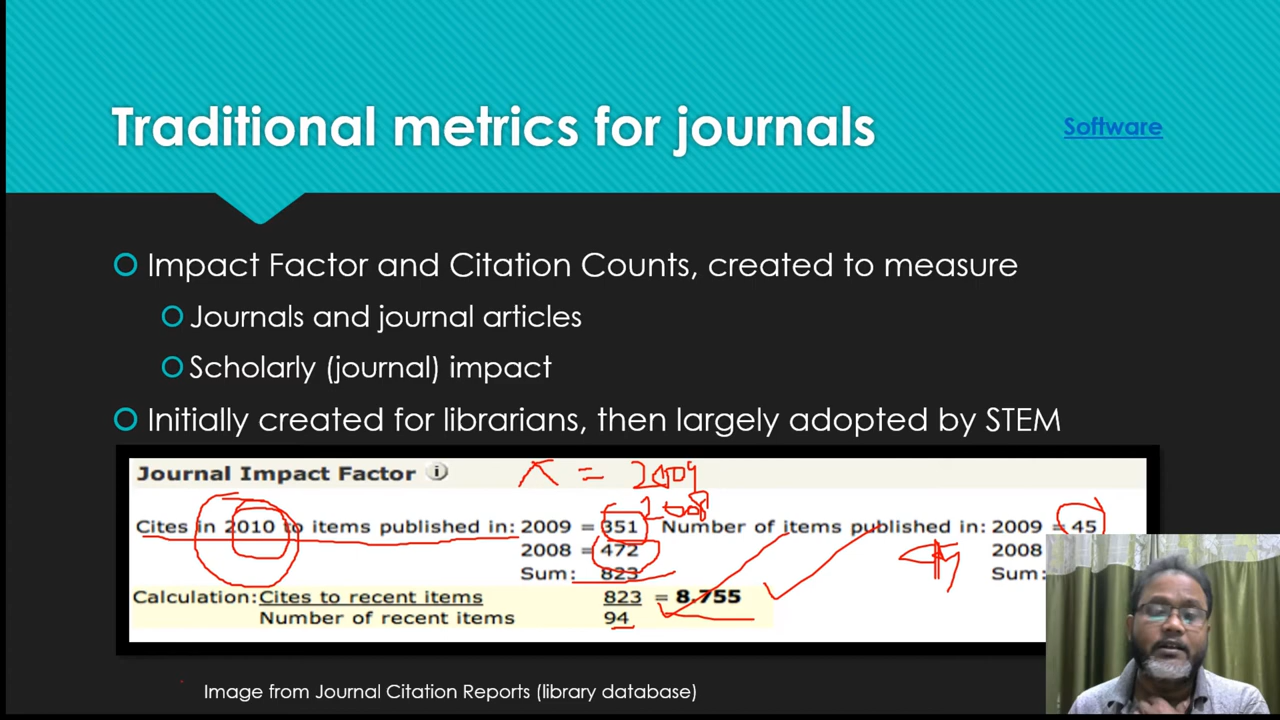 Traditional metrics for journals
Software
Impact Factor and Citation Counts, created to measure
Journals and journal articles
Scholarly (journal) impact
Initially created for librarians, then largely adopted by STEM
Journal Impact Factor i
= 2009
2008
Cites in 2010 to items published in: 2009 = 351 Number of items published in: 2009 = 45
2008 = 472 2008
Sum: 823 Sum:
Calculation: Cites to recent items 823 = 8.755
Number of recent items 94
Image from Journal Citation Reports (library database)